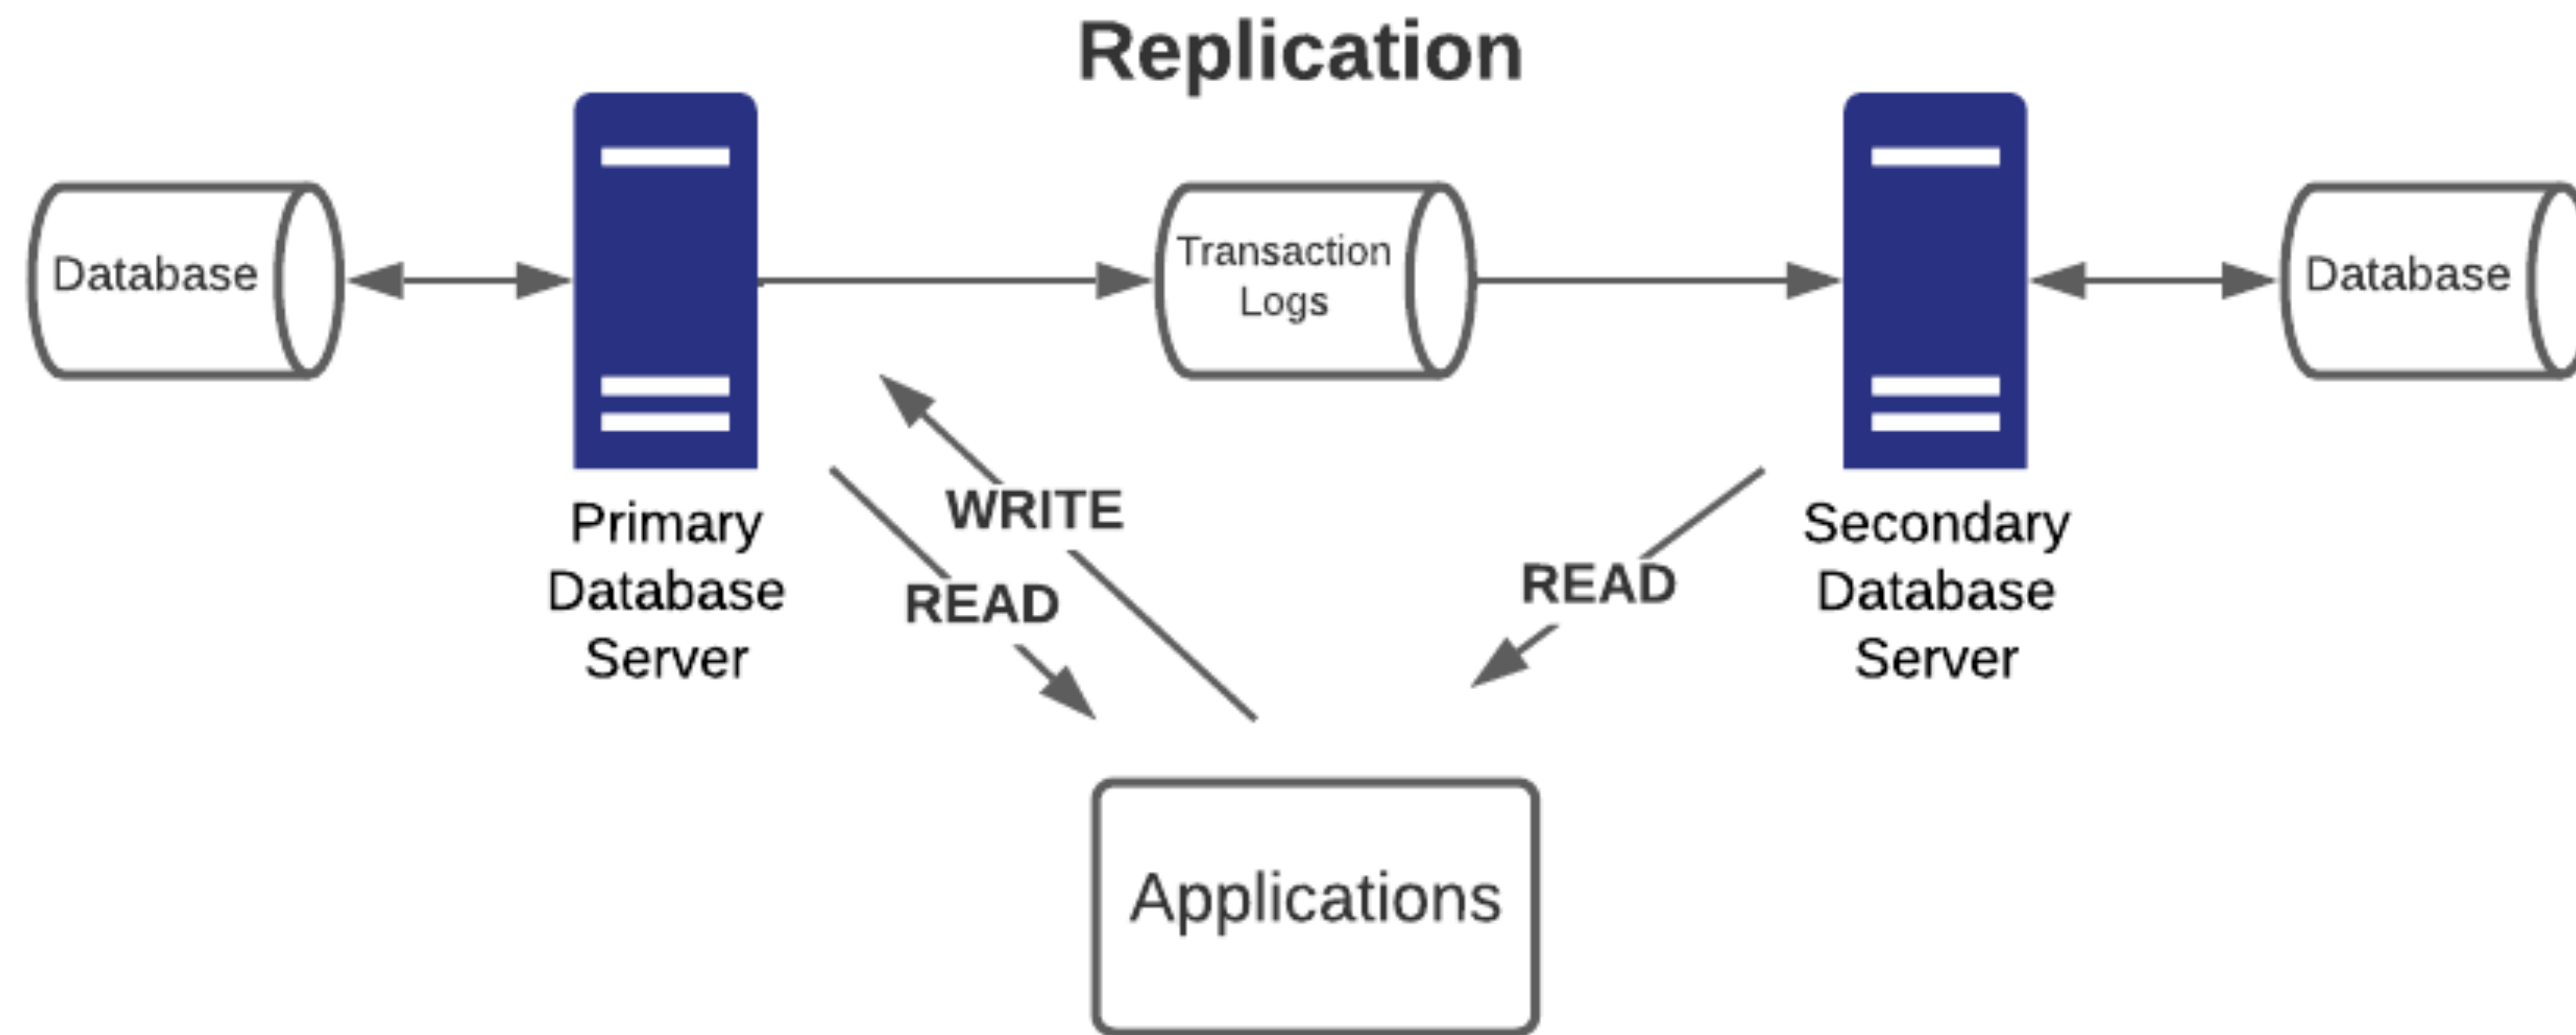 Replication
Database
Transaction
Logs
Database
WRITE
READ
READ
Primary
Database
Server
Secondary
Database
Server
Applications